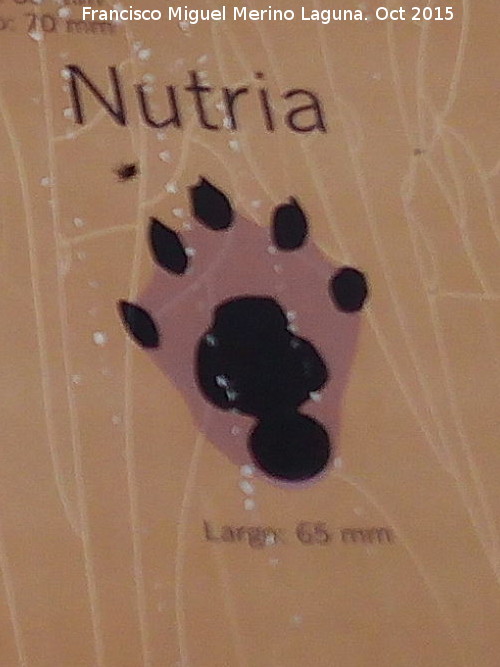 Francisco Miguel Merino Laguna. Oct 2015
70 mm
Nutria
Largo: 65 mm